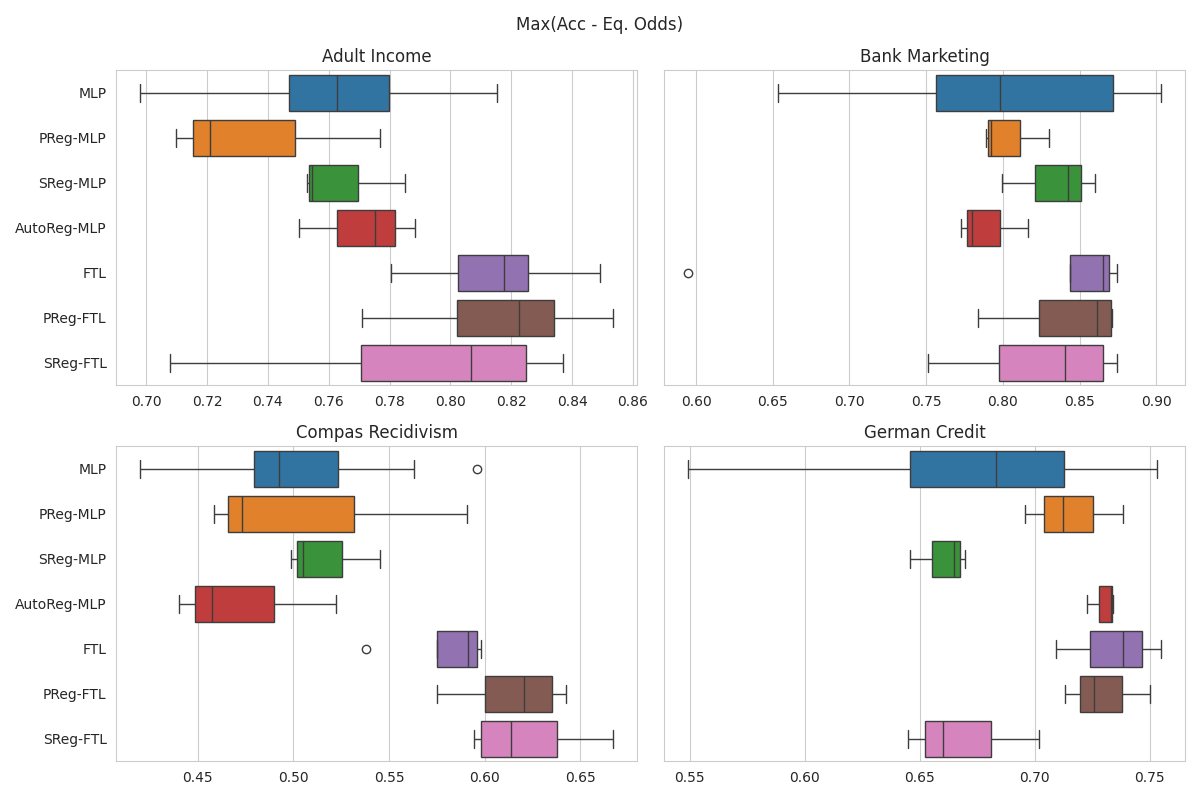 Max(Acc - Eq. Odds)
Adult Income
MLP
PReg-MLP
SReg-MLP
AutoReg-MLP
FTL
PReg-FTL
SReg-FTL
0.70 0.72 0.74 0.76 0.78 0.80 0.82 0.84 0.86
Bank Marketing
0.60 0.65 0.70 0.75 0.80 0.85 0.90
Compas Recidivism
MLP
PReg-MLP
SReg-MLP
AutoReg-MLP
FTL
PReg-FTL
SReg-FTL
0.45 0.50 0.55 0.60 0.65
German Credit
0.55 0.60 0.65 0.70 0.75